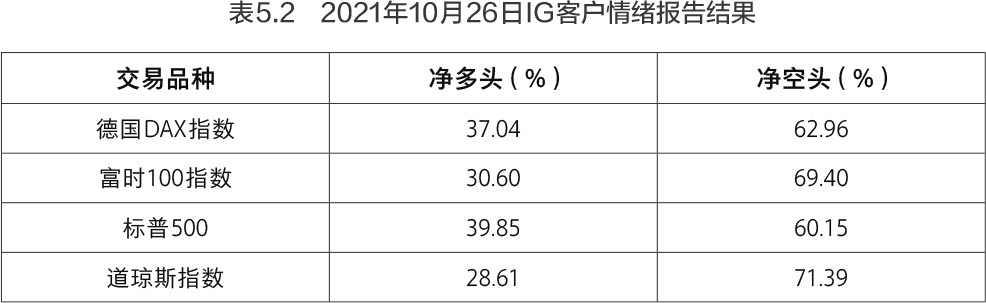 表5.2 2021年10月26日IG客户情绪报告结果
交易品种 净多头（%） 净空头（%）
德国DAX指数 37.04 62.96
富时100指数 30.60 69.40
标普500 39.85 60.15
道琼斯指数 28.61 71.39